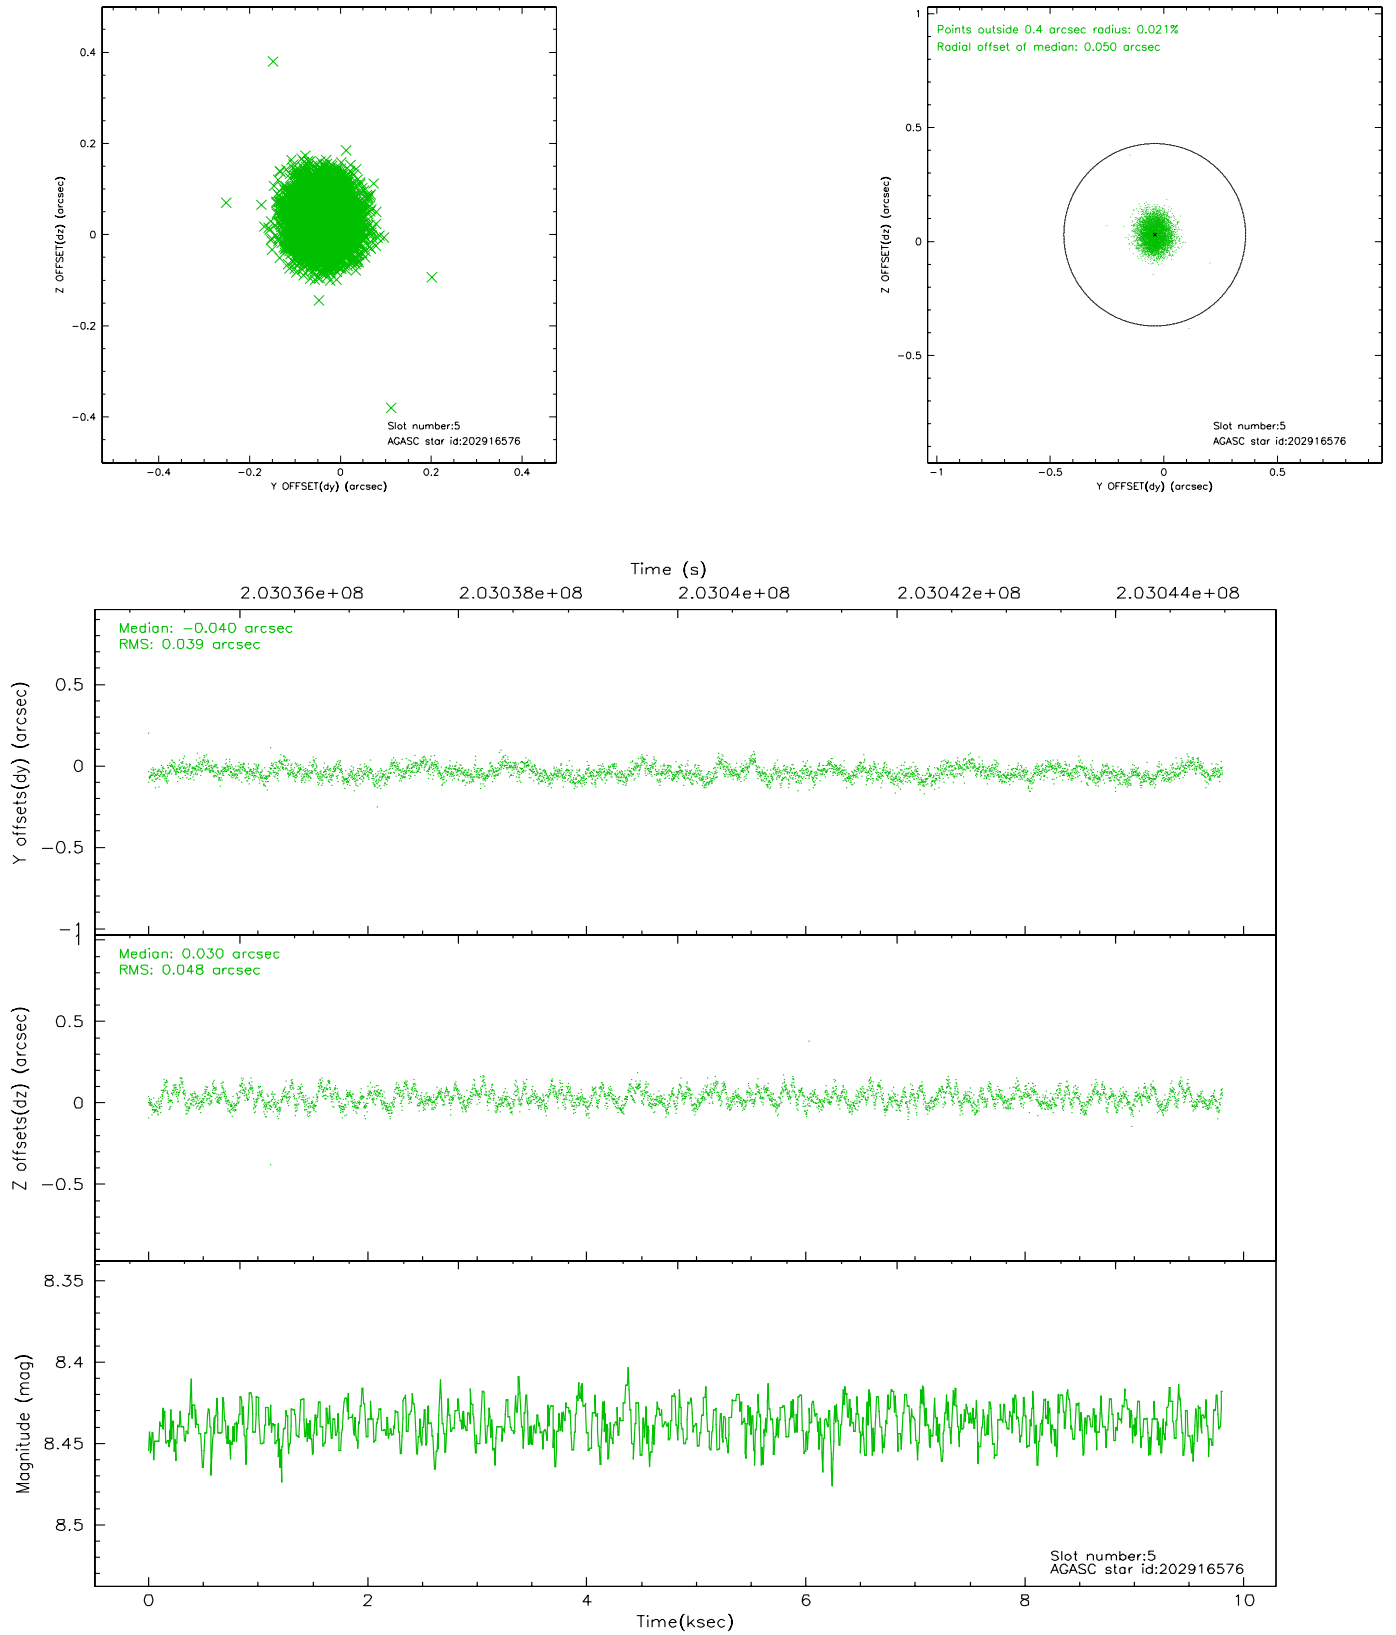 0.4
0.2
0
−0.2
−0.4
Z OFFSET(dz) (arcsec)
Slot number:5
AGASC star id:202916576
−0.4
−0.2
0
0.2
0.4
Y OFFSET(dy) (arcsec)
Points outside 0.4 arcsec radius: 0.021%
Radial offset of median: 0.050 arcsec
1
0.5
0
−0.5
Z OFFSET(dz) (arcsec)
Slot number:5
AGASC star id:202916576
−1
−0.5
0
0.5
Y OFFSET(dy) (arcsec)
Time (s)
2.03036e+08
2.03038e+08
2.0304e+08
2.03042e+08
2.03044e+08
Median: −0.040 arcsec
RMS: 0.039 arcsec
0.5
0
−0.5
−1
Y offsets(dy) (arcsec)
Median: 0.030 arcsec
RMS: 0.048 arcsec
1
0.5
0
−0.5
Z offsets(dz) (arcsec)
8.35
8.4
8.45
8.5
Magnitude (mag)
Slot number:5
AGASC star id:202916576
0
2
4
6
8
10
Time(ksec)